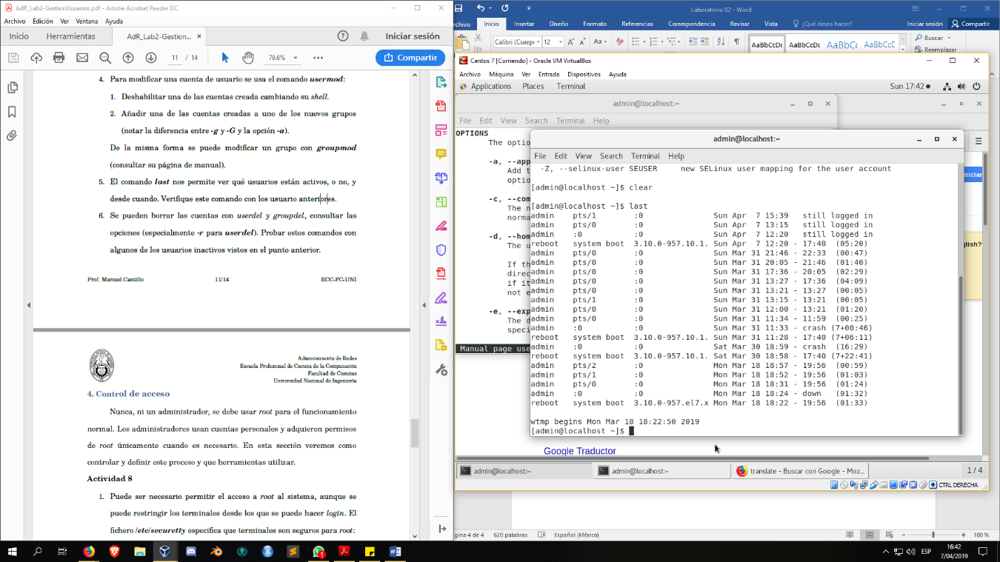 AdR_Lab2-GestionUsuarios.pdf - Adobe Acrobat Reader DC
Archivo Edición Ver Ventana Ayuda
Inicio Herramientas AdR_Lab2-Gestion... × Iniciar sesión
11 / 14 79.6% Compartir
4. Para modificar una cuenta de usuario se usa el comando usermod:
1. Deshabilitar una de las cuentas creada cambiando su shell.
2. Añadir una de las cuentas creadas a uno de los nuevos grupos
(notar la diferencia entre -g y -G y la opción -a).
De la misma forma se puede modificar un grupo con groupmod
(consultar su página de manual).
5. El comando last nos permite ver qué usuarios están activos, o no, y
desde cuando. Verifique este comando con los usuario anteriores.
6. Se pueden borrar las cuentas con userdel y groupdel, consultar las
opciones (especialmente -r para userdel). Probar estos comandos con
algunos de los usuarios inactivos vistos en el punto anterior.
Prof. Manuel Castillo 11/14 ECC-FC-UNI
Administración de Redes
Escuela Profesional de Ciencia de la Computación
Facultad de Ciencias
Universidad Nacional de Ingeniería
4. Control de acceso
Nunca, ni un administrador, se debe usar root para el funcionamiento
normal. Los administradores usan cuentas personales y adquieren permisos
de root únicamente cuando es necesario. En esta sección veremos como
controlar y definir este proceso y que herramientas utilizar.
Actividad 8
1. Puede ser necesario permitir el acceso a root al sistema, aunque se
puede restringir los terminales desde los que se puede hacer login. El
fichero /etc/securetty especifica que terminales son seguros para root:
Laboratorio 02 - Word
rchivo Inicio Insertar Diseño Formato Referencias Correspondencia Revisar Vista ¿Qué desea hacer? Iniciar sesión Compartir
Calibri (Cuerp 12 Aa AaBbCcDc AaBbCcDc AaBbCc AaBbCcD Buscar
Reemplazar
Centos 7 [Corriendo] - Oracle VM VirtualBox
Archivo Máquina Ver Entrada Dispositivos Ayuda
Applications Places Terminal Sun 17:42
admin@localhost:~
File Edit View Search Terminal Help
OPTIONS
The optio
-a, --app
Add t
optio
-c, --com
The n
norma
-d, --hom
The u
If th
direc
if it
not e
-e, --exp
The d
speci
Manual page use
niciar
glish?
admin@localhost:~
File Edit View Search Terminal Help
-Z, --selinux-user SEUSER new SELinux user mapping for the user account
[admin@localhost ~]$ clear
[admin@localhost ~]$ last
admin pts/1 :0 Sun Apr 7 15:39 still logged in
admin pts/0 :0 Sun Apr 7 13:15 still logged in
admin :0 :0 Sun Apr 7 12:20 still logged in
reboot system boot 3.10.0-957.10.1. Sun Apr 7 12:20 - 17:40 (05:20)
admin pts/0 :0 Sun Mar 31 21:46 - 22:33 (00:47)
admin pts/0 :0 Sun Mar 31 20:05 - 21:46 (01:40)
admin pts/0 :0 Sun Mar 31 17:36 - 20:05 (02:29)
admin pts/0 :0 Sun Mar 31 13:27 - 17:36 (04:09)
admin pts/0 :0 Sun Mar 31 13:21 - 13:27 (00:05)
admin pts/1 :0 Sun Mar 31 13:15 - 13:21 (00:05)
admin pts/0 :0 Sun Mar 31 12:00 - 13:21 (01:20)
admin pts/0 :0 Sun Mar 31 11:34 - 11:59 (00:25)
admin :0 :0 Sun Mar 31 11:33 - crash (7+00:46)
reboot system boot 3.10.0-957.10.1. Sun Mar 31 11:28 - 17:40 (7+06:11)
admin :0 :0 Sat Mar 30 18:59 - crash (16:29)
reboot system boot 3.10.0-957.10.1. Sat Mar 30 18:58 - 17:40 (7+22:41)
admin pts/2 :0 Mon Mar 18 18:57 - 19:56 (00:59)
admin pts/1 :0 Mon Mar 18 18:52 - 19:56 (01:03)
admin pts/0 :0 Mon Mar 18 18:31 - 19:56 (01:24)
admin :0 :0 Mon Mar 18 18:24 - down (01:32)
reboot system boot 3.10.0-957.el7.x Mon Mar 18 18:22 - 19:56 (01:33)
wtmp begins Mon Mar 18 18:22:50 2019
[admin@localhost ~]$
Google Traductor
admin@localhost:~ admin@localhost:~ translate - Buscar con Google - Moz... 1 / 4
CTRL DERECHA
gina 4 de 4 620 palabras Español (México) 100 %
1 ESP 16:42
7/04/2019